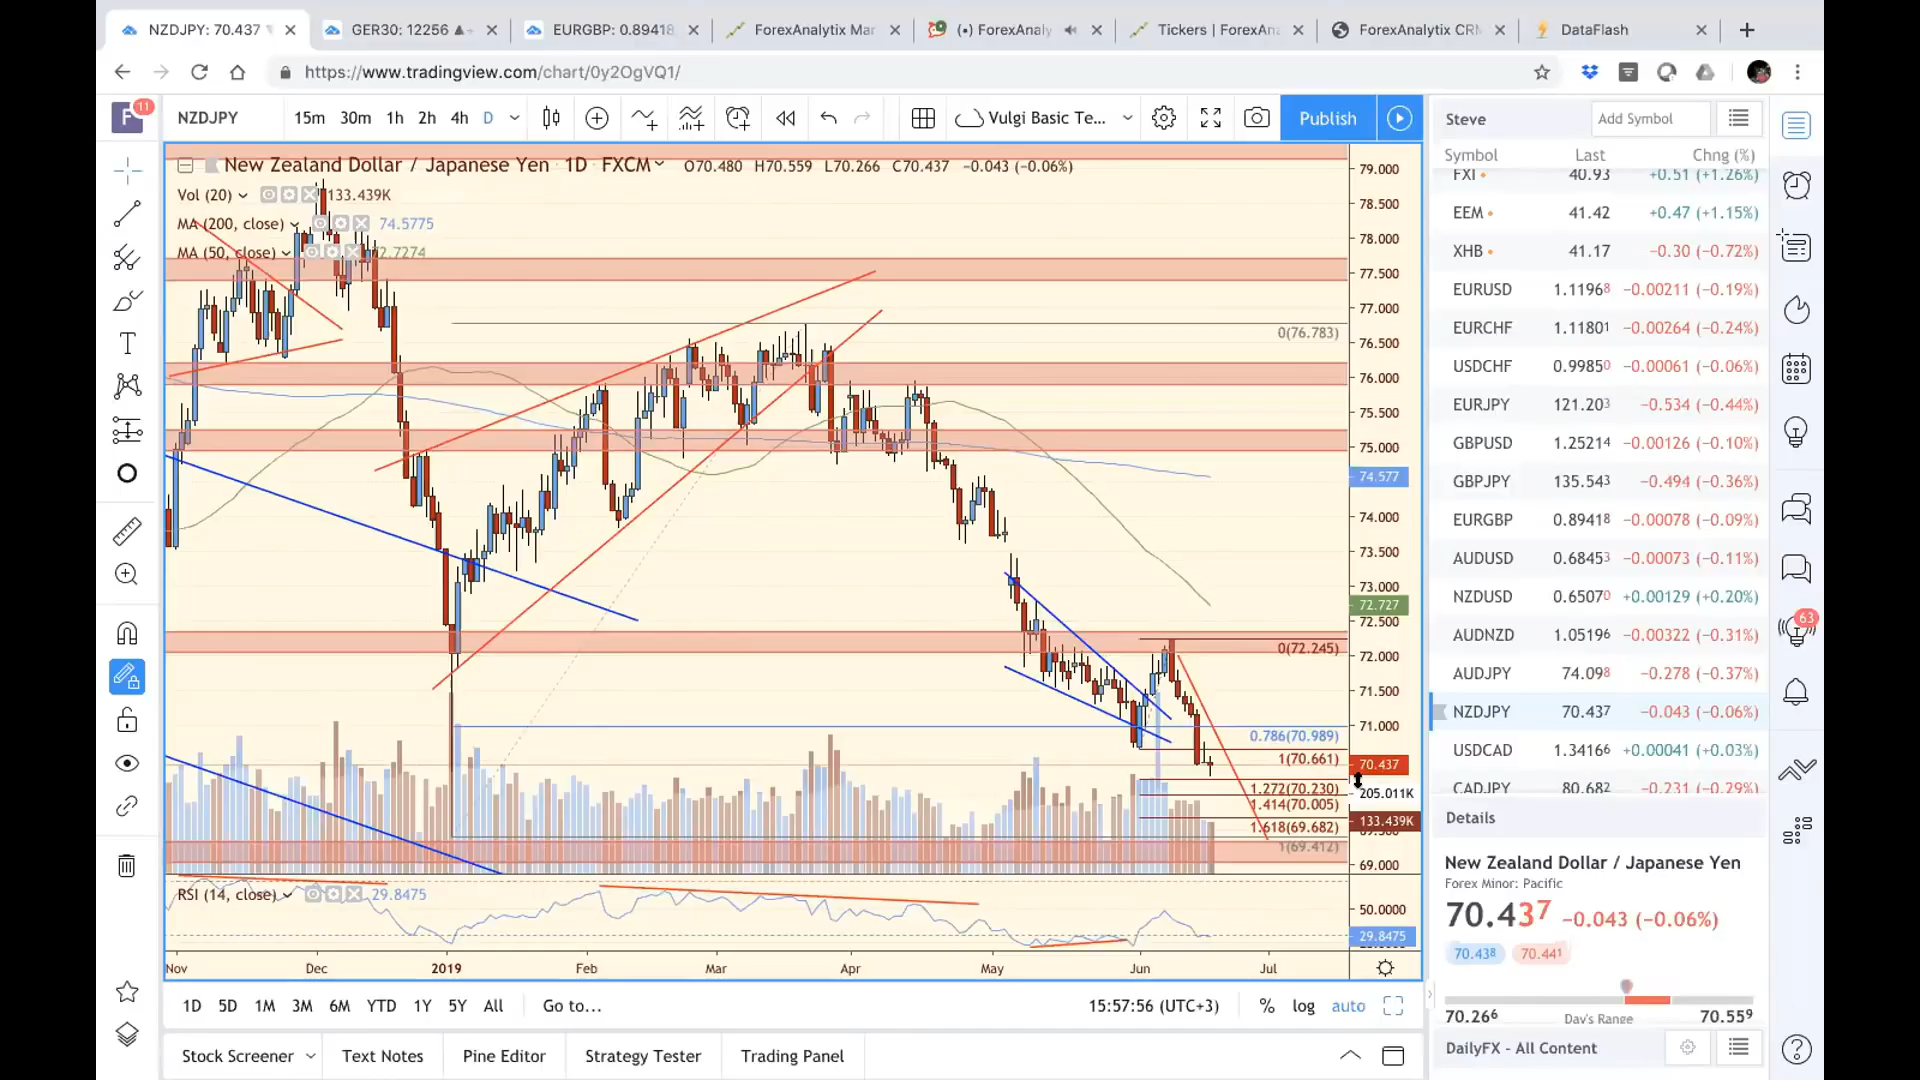 NZDJPY: 70.437
GER30: 12256
EURGBP: 0.8941
ForexAnalytix Mar
ForexAnaly
Tickers | ForexAna
ForexAnalytix CRM
DataFlash
https://www.tradingview.com/chart/0y2OgVQ1/
F 11
NZDJPY 15m 30m 1h 2h 4h D Vulgi Basic Te... Publish
New Zealand Dollar / Japanese Yen 1D FXCM O70.480 H70.559 L70.266 C70.437 −0.043 (−0.06%)
Vol (20) 133.439K
MA (200, close) 74.5775
MA (50, close) 72.7274
79.000
78.500
78.000
77.500
77.000
0(76.783)
76.500
76.000
75.500
75.000
74.577
74.000
73.500
73.000
72.727
72.500
0(72.245)
72.000
71.500
71.000
0.786(70.989)
1(70.661)
70.437
1.272(70.230)
205.011K
1.414(70.005)
133.439K
1.618(69.682)
1(69.412)
69.000
RSI (14, close) 29.8475
50.0000
29.8475
Nov Dec 2019 Feb Mar Apr May Jun Jul
1D 5D 1M 3M 6M YTD 1Y 5Y All Go to... 15:57:56 (UTC+3) % log auto
Stock Screener Text Notes Pine Editor Strategy Tester Trading Panel
Steve Add Symbol
Symbol Last Chng (%)
FXI 40.93 +0.51 (+1.26%)
EEM 41.42 +0.47 (+1.15%)
XHB 41.17 −0.30 (−0.72%)
EURUSD 1.11968 −0.00211 (−0.19%)
EURCHF 1.11801 −0.00264 (−0.24%)
USDCHF 0.99850 −0.00061 (−0.06%)
EURJPY 121.203 −0.534 (−0.44%)
GBPUSD 1.25214 −0.00126 (−0.10%)
GBPJPY 135.543 −0.494 (−0.36%)
EURGBP 0.89418 −0.00078 (−0.09%)
AUDUSD 0.68453 −0.00073 (−0.11%)
NZDUSD 0.65070 +0.00129 (+0.20%)
AUDNZD 1.05196 −0.00322 (−0.31%)
AUDJPY 74.098 −0.278 (−0.37%)
NZDJPY 70.437 −0.043 (−0.06%)
USDCAD 1.34166 +0.00041 (+0.03%)
CADJPY 80.682 −0.231 (−0.29%)
Details
New Zealand Dollar / Japanese Yen
Forex Minor: Pacific
70.437 −0.043 (−0.06%)
70.438 70.441
70.266 Day's Range 70.559
DailyFX - All Content
63